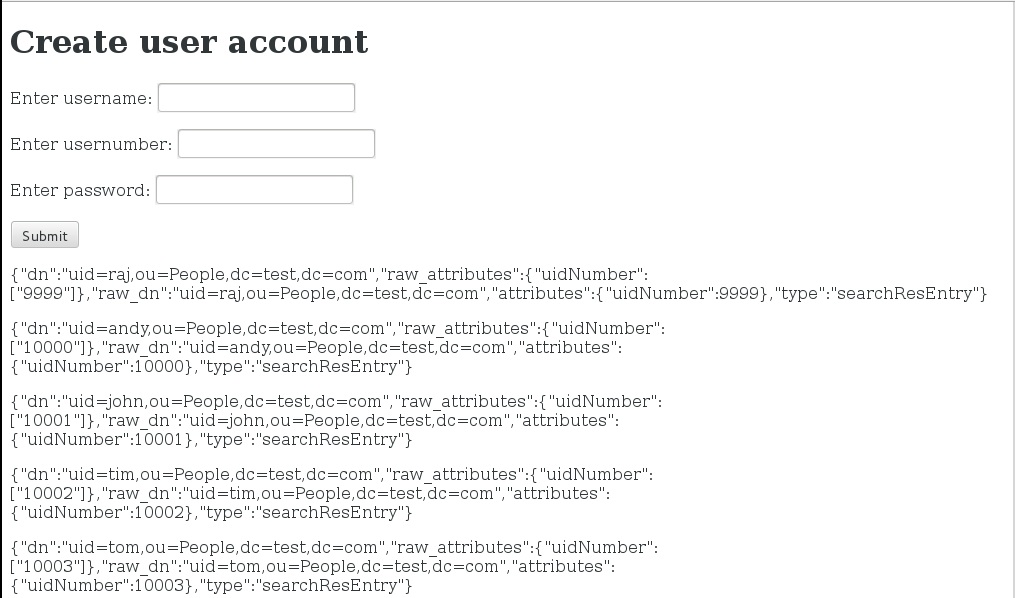 Create user account
Enter username:
Enter usernumber:
Enter password:
Submit
{"dn":"uid=raj,ou=People,dc=test,dc=com","raw_attributes":{"uidNumber":
["9999"]},"raw_dn":"uid=raj,ou=People,dc=test,dc=com","attributes":{"uidNumber":9999},"type":"searchResEntry"}
{"dn":"uid=andy,ou=People,dc=test,dc=com","raw_attributes":{"uidNumber":
["10000"]},"raw_dn":"uid=andy,ou=People,dc=test,dc=com","attributes":
{"uidNumber":10000},"type":"searchResEntry"}
{"dn":"uid=john,ou=People,dc=test,dc=com","raw_attributes":{"uidNumber":
["10001"]},"raw_dn":"uid=john,ou=People,dc=test,dc=com","attributes":
{"uidNumber":10001},"type":"searchResEntry"}
{"dn":"uid=tim,ou=People,dc=test,dc=com","raw_attributes":{"uidNumber":
["10002"]},"raw_dn":"uid=tim,ou=People,dc=test,dc=com","attributes":
{"uidNumber":10002},"type":"searchResEntry"}
{"dn":"uid=tom,ou=People,dc=test,dc=com","raw_attributes":{"uidNumber":
["10003"]},"raw_dn":"uid=tom,ou=People,dc=test,dc=com","attributes":
{"uidNumber":10003},"type":"searchResEntry"}